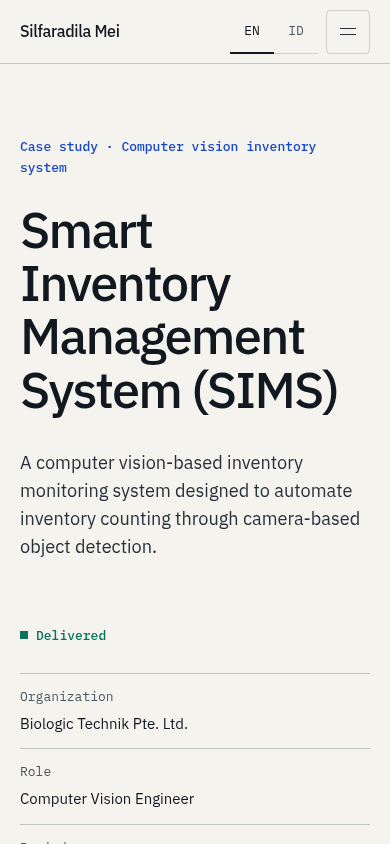 Silfaradila Mei
EN
ID
Case study · Computer vision inventory
system
Smart
Inventory
Management
System (SIMS)
A computer vision-based inventory
monitoring system designed to automate
inventory counting through camera-based
object detection.
Delivered
Organization
Biologic Technik Pte. Ltd.
Role
Computer Vision Engineer